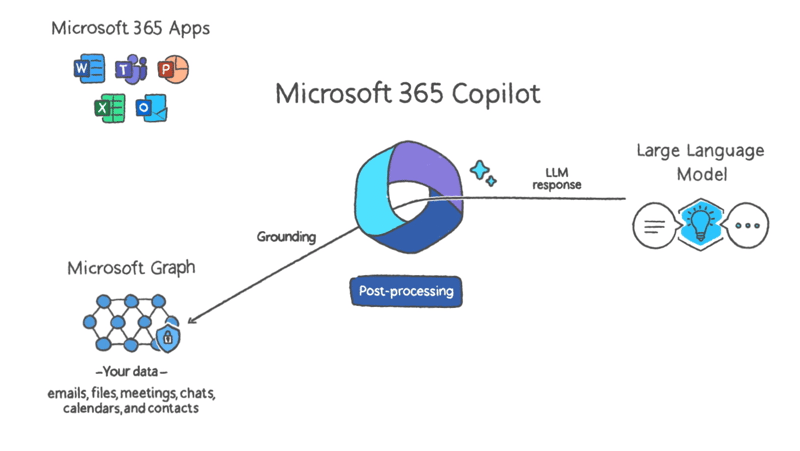 Microsoft 365 Apps
W
T
P
X
O
Microsoft 365 Copilot
LLM
response
Large Language
Model
Grounding
Microsoft Graph
Post-processing
–Your data–
emails, files, meetings, chats,
calendars, and contacts